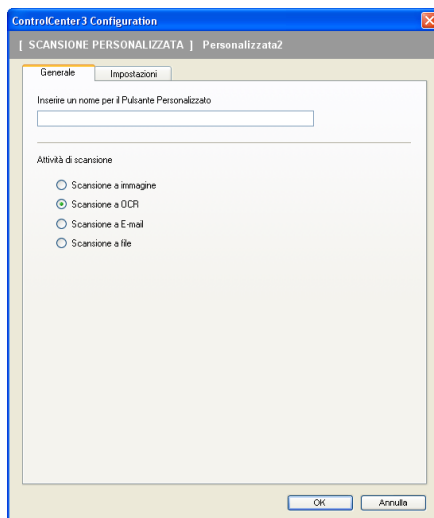 ControlCenter3 Configuration
[ SCANSIONE PERSONALIZZATA ] Personalizzata2
Generale Impostazioni
Inserire un nome per il Pulsante Personalizzato
Attività di scansione
Scansione a immagine
Scansione a OCR
Scansione a E-mail
Scansione a file
OK Annulla